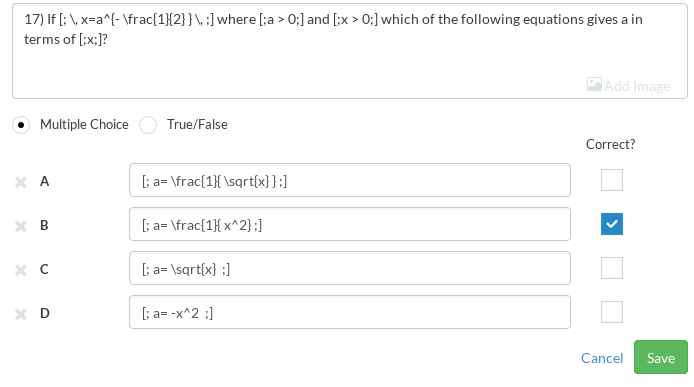 17) If [; \, x=a^{- \frac{1}{2} } \, ;] where [;a > 0;] and [;x > 0;] which of the following equations gives a in
terms of [;x;]?
Add Image
Multiple Choice True/False
Correct?
A [; a= \frac{1}{ \sqrt{x} } ;]
B [; a= \frac{1}{ x^2} ;]
C [; a= \sqrt{x} ;]
D [; a= -x^2 ;]
Cancel Save